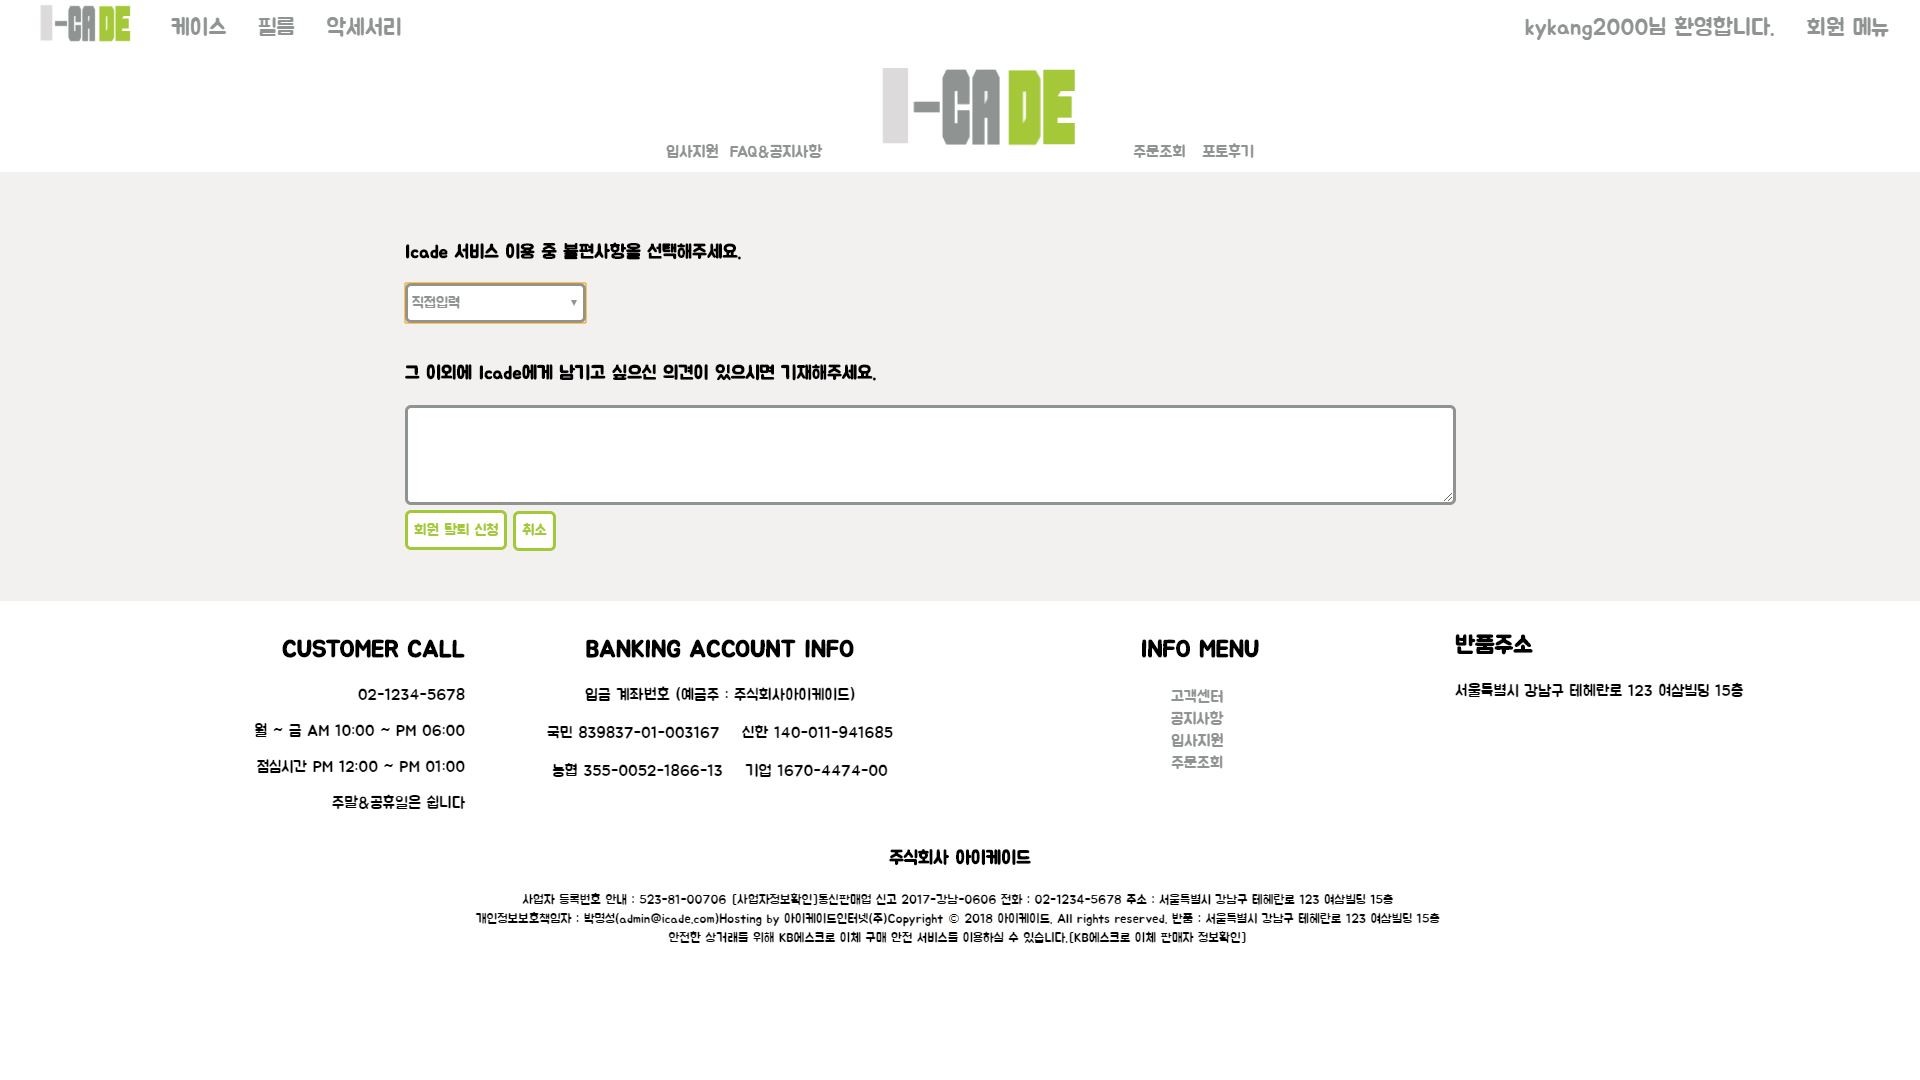 I-CADE 케이스 필름 악세서리 kykang2000님 환영합니다. 회원 메뉴
I-CADE
입사지원 FAQ&공지사항 주문조회 포토후기
Icade 서비스 이용 중 불편사항을 선택해주세요.
직접입력
그 이외에 Icade에게 남기고 싶으신 의견이 있으시면 기재해주세요.
회원 탈퇴 신청 취소
CUSTOMER CALL
02-1234-5678
월 ~ 금 AM 10:00 ~ PM 06:00
점심시간 PM 12:00 ~ PM 01:00
주말&공휴일은 쉽니다
BANKING ACCOUNT INFO
입금 계좌번호 (예금주 : 주식회사아이케이드)
국민 839837-01-003167 신한 140-011-941685
농협 355-0052-1866-13 기업 1670-4474-00
INFO MENU
고객센터
공지사항
입사지원
주문조회
반품주소
서울특별시 강남구 테헤란로 123 여삼빌딩 15층
주식회사 아이케이드
사업자 등록번호 안내 : 523-81-00706 [사업자정보확인]통신판매업 신고 2017-강남-0606 전화 : 02-1234-5678 주소 : 서울특별시 강남구 테헤란로 123 여삼빌딩 15층
개인정보보호책임자 : 박명성(admin@icade.com)Hosting by 아이케이드인터넷(주)Copyright © 2018 아이케이드. All rights reserved. 반품 : 서울특별시 강남구 테헤란로 123 여삼빌딩 15층
안전한 상거래를 위해 KB에스크로 이체 구매 안전 서비스를 이용하실 수 있습니다.[KB에스크로 이체 판매자 정보확인]